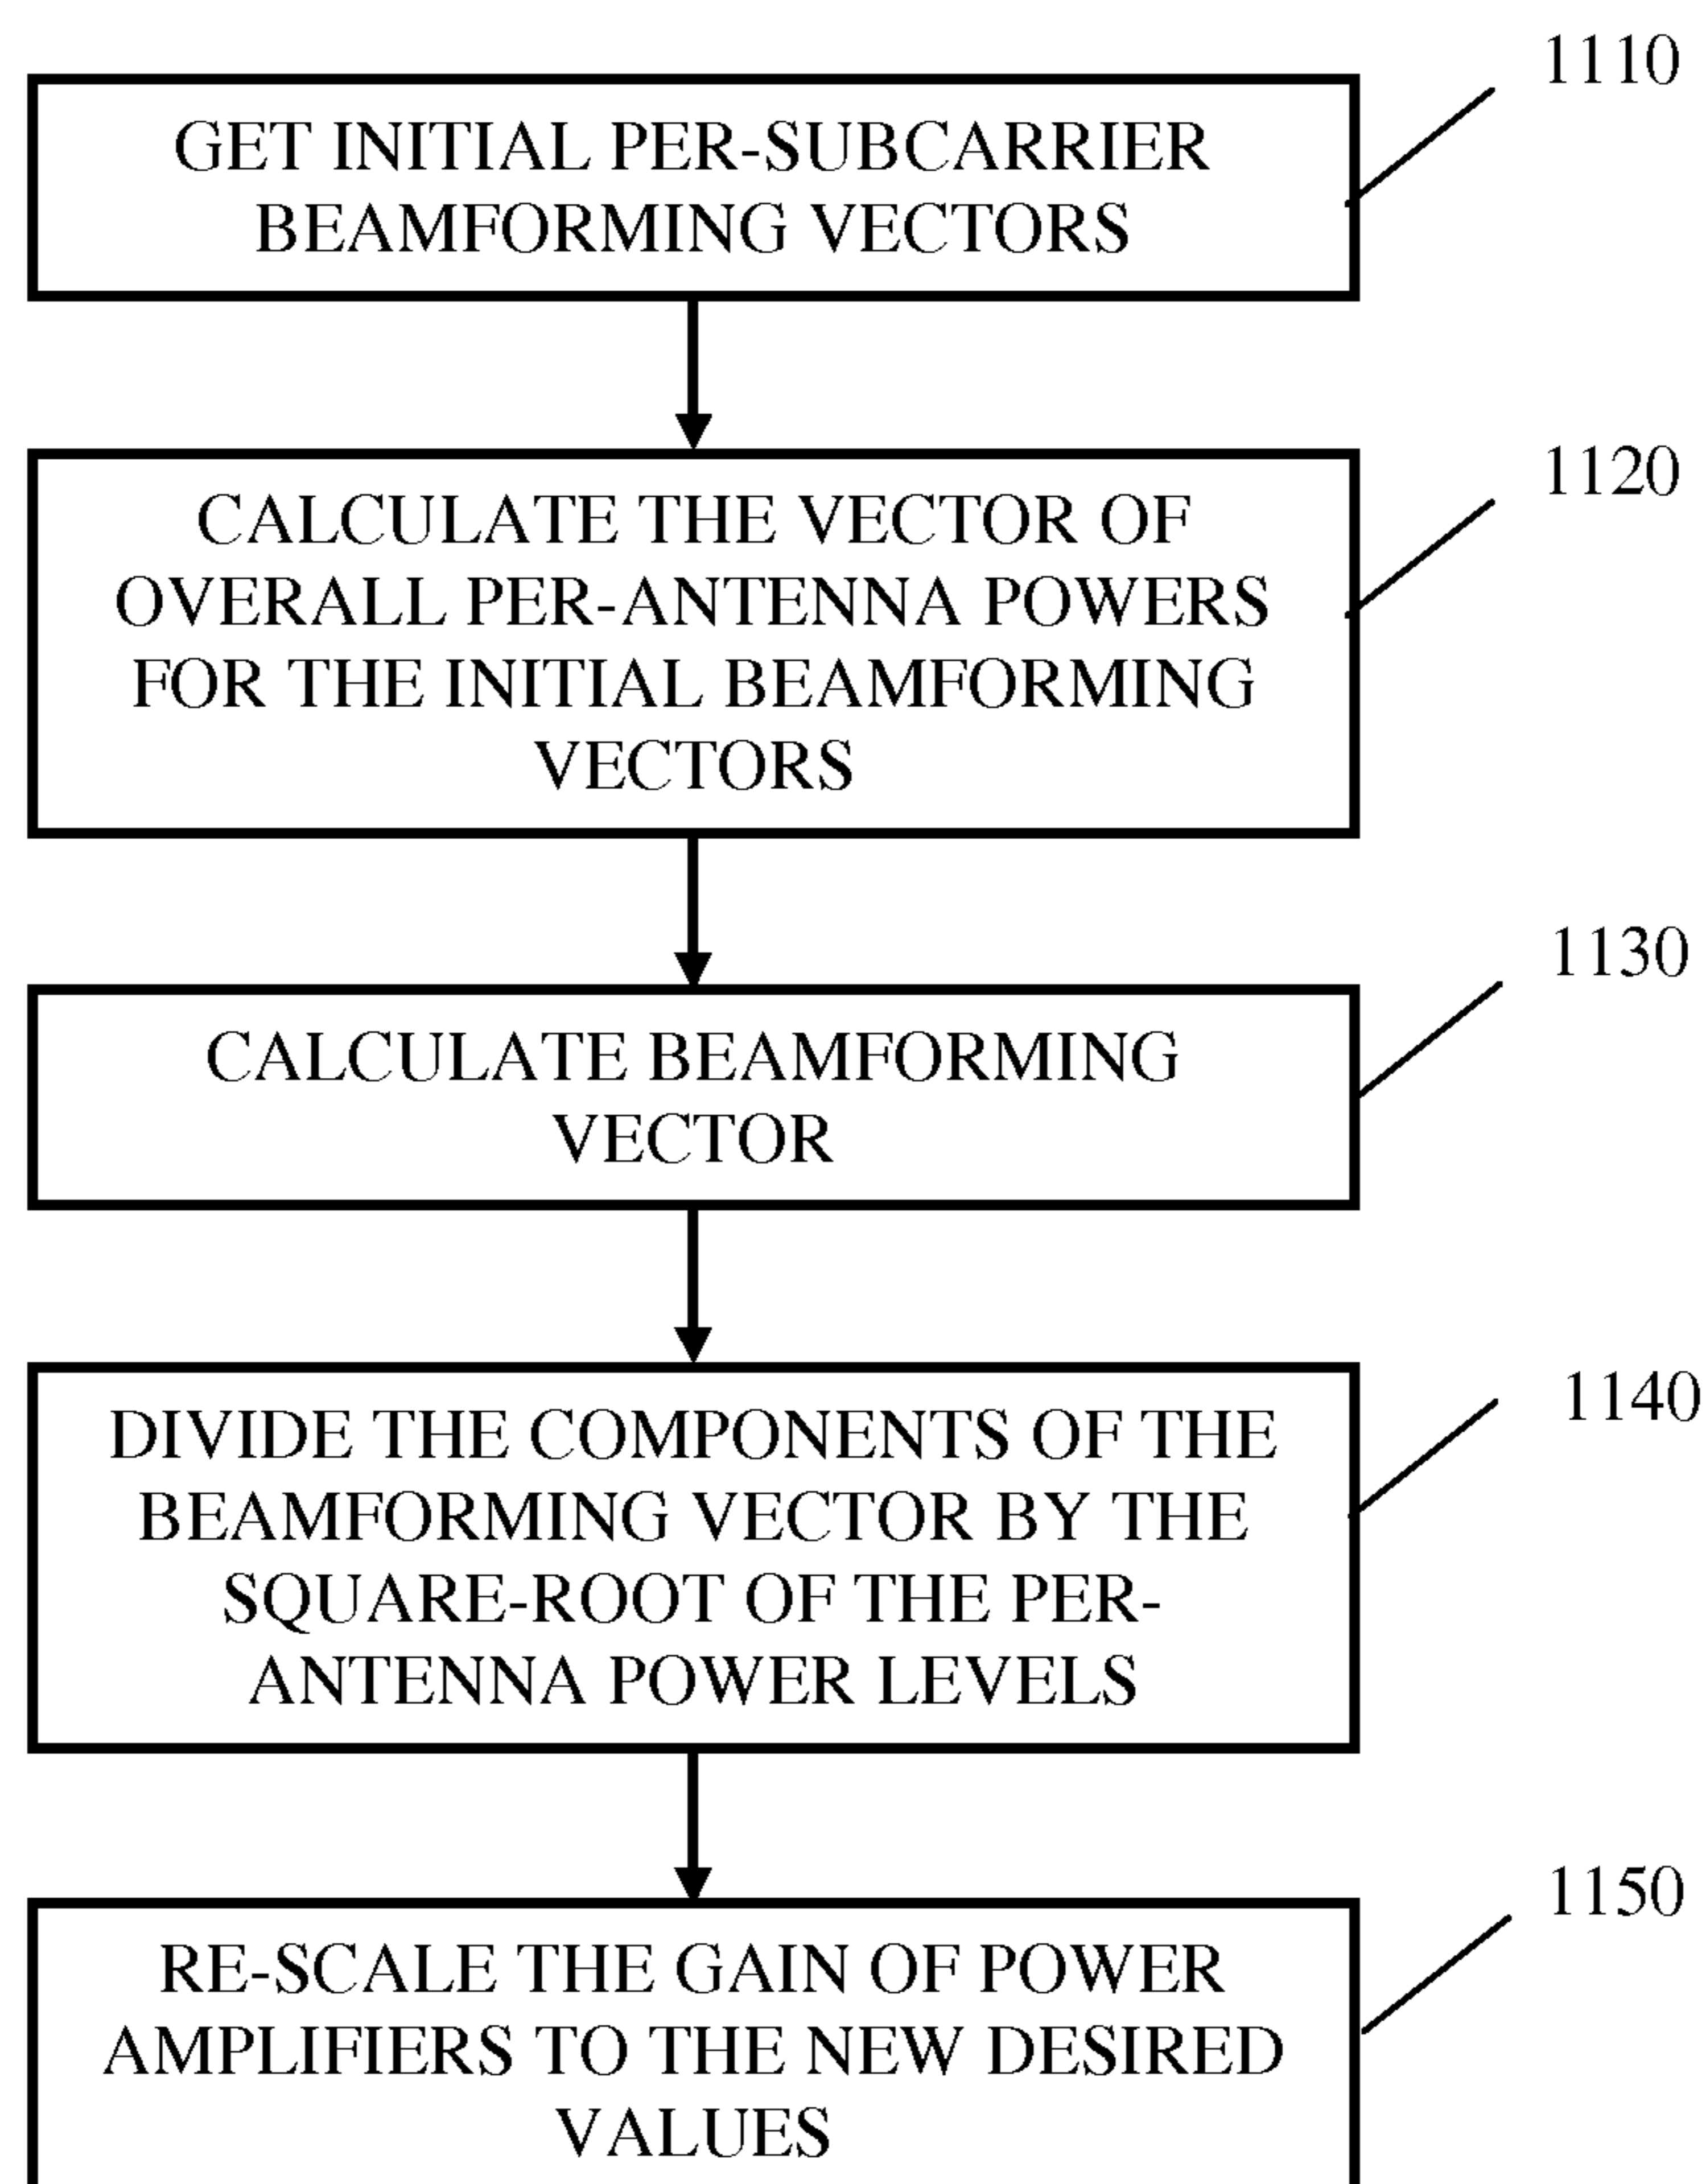 1110
GET INITIAL PER-SUBCARRIER
BEAMFORMING VECTORS
1120
CALCULATE THE VECTOR OF
OVERALL PER-ANTENNA POWERS
FOR THE INITIAL BEAMFORMING
VECTORS
1130
CALCULATE BEAMFORMING
VECTOR
1140
DIVIDE THE COMPONENTS OF THE
BEAMFORMING VECTOR BY THE
SQUARE-ROOT OF THE PER-
ANTENNA POWER LEVELS
1150
RE-SCALE THE GAIN OF POWER
AMPLIFIERS TO THE NEW DESIRED
VALUES